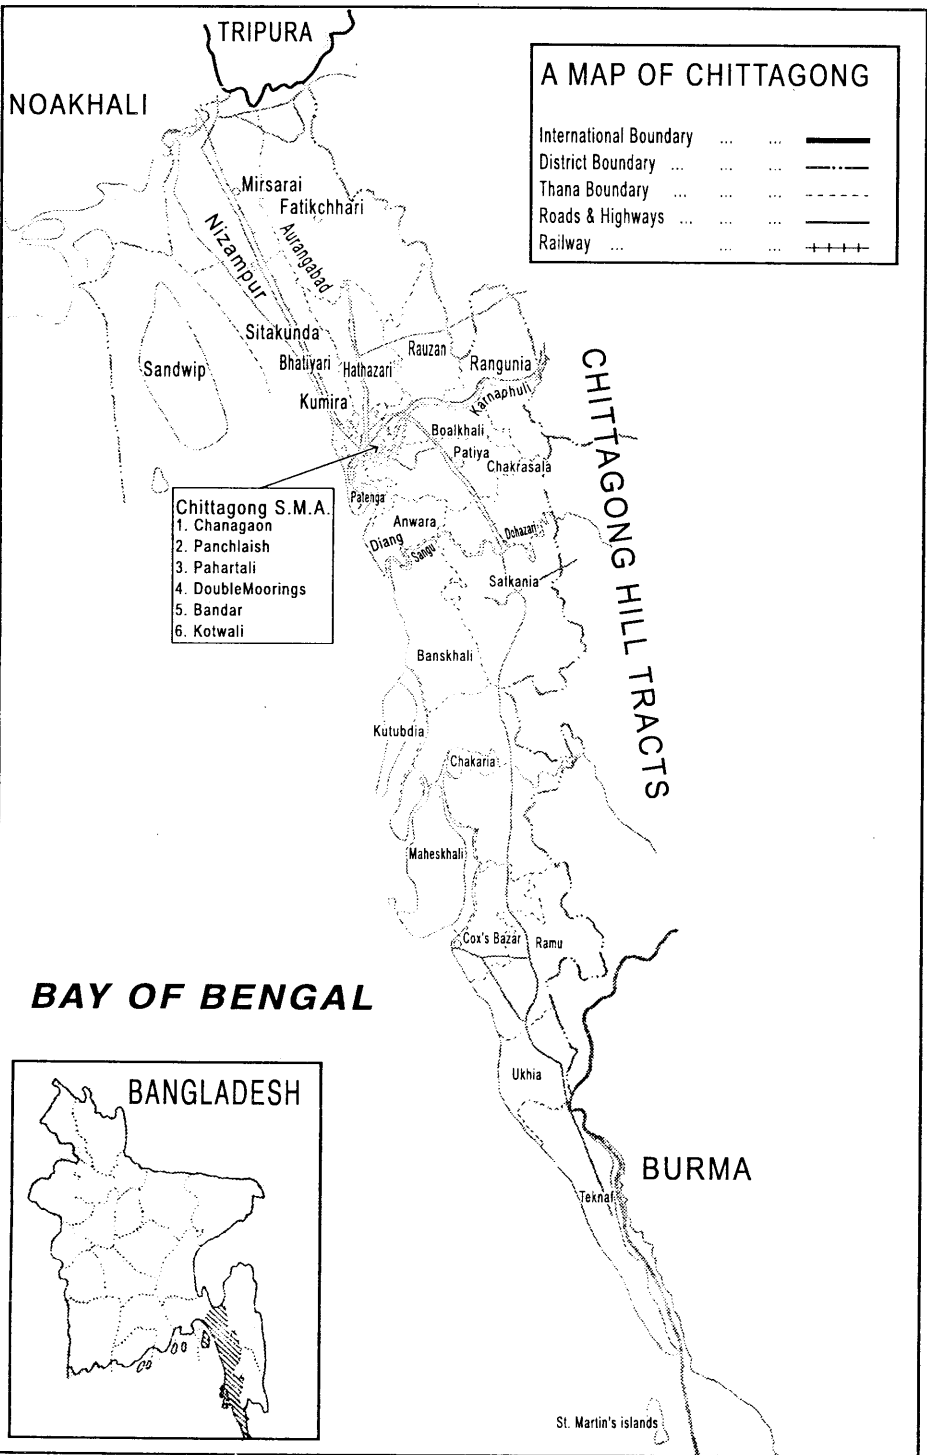 TRIPURA
NOAKHALI
A MAP OF CHITTAGONG
International Boundary ... ...
District Boundary ... ... ...
Thana Boundary ... ... ...
Roads & Highways ... ... ...
Railway ... ... ...
Mirsarai
Fatikchhari
Nizampur
Aurangabad
Sitakunda
Sandwip
Bhatiyari
Hathazari
Rauzan
Rangunia
Kumira
Karnaphuli
CHITTAGONG HILL TRACTS
Boalkhali
Patiya
Chakrasala
Patenga
Chittagong S.M.A.
1. Chanagaon
2. Panchlaish
3. Pahartali
4. DoubleMoorings
5. Bandar
6. Kotwali
Anwara
Diang
Sangu
Dohazari
Satkania
Banskhali
Kutubdia
Chakaria
Maheskhali
Cox's Bazar
Ramu
BAY OF BENGAL
Ukhia
BANGLADESH
BURMA
Teknaf
St. Martin's islands